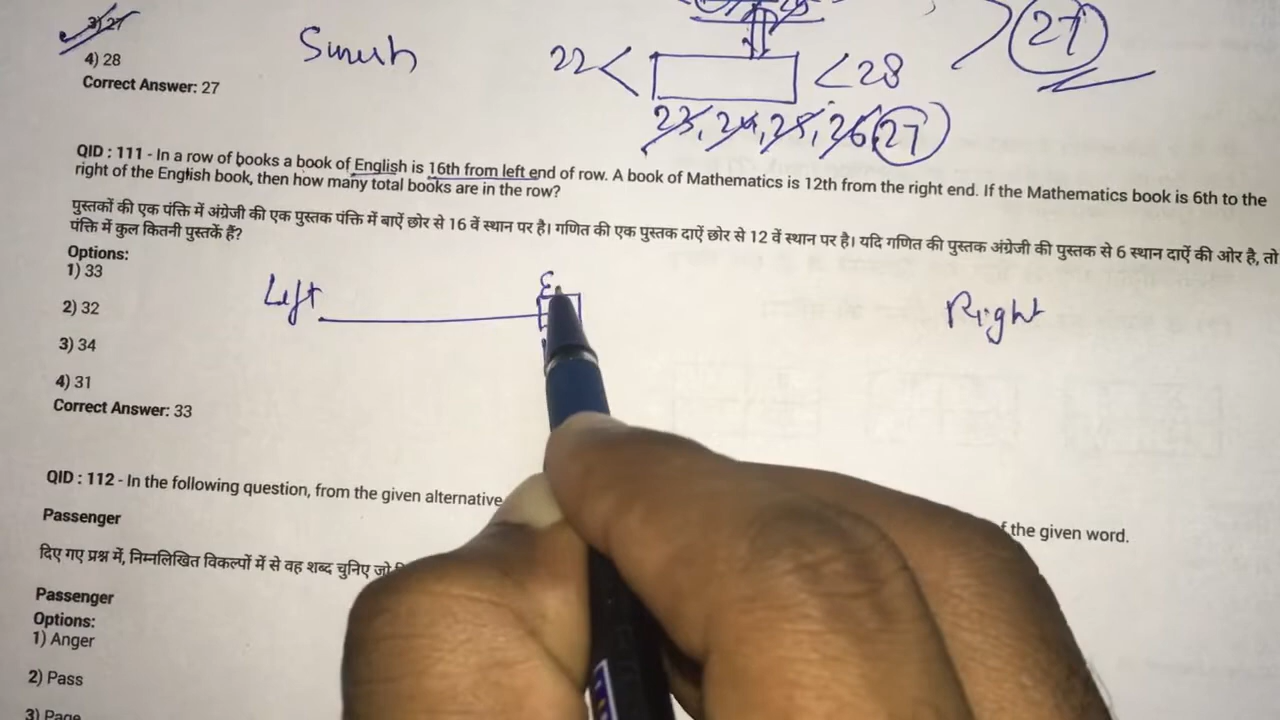 3) 27
4) 28
Correct Answer: 27
Suresh
22 < < 28
23, 24, 25, 26, 27
27
QID : 111 - In a row of books a book of English is 16th from left end of row. A book of Mathematics is 12th from the right end. If the Mathematics book is 6th to the
right of the English book, then how many total books are in the row?
पुस्तकों की एक पंक्ति में अंग्रेजी की एक पुस्तक पंक्ति में बाऐं छोर से 16 वें स्थान पर है। गणित की एक पुस्तक दाऐं छोर से 12 वें स्थान पर है। यदि गणित की पुस्तक अंग्रेजी की पुस्तक से 6 स्थान दाऐं की ओर है, तो
पंक्ति में कुल कितनी पुस्तकें हैं?
Options:
1) 33
2) 32
3) 34
4) 31
Correct Answer: 33
Left
E
Right
QID : 112 - In the following question, from the given alternative
the given word.
Passenger
दिए गए प्रश्न में, निम्नलिखित विकल्पों में से वह शब्द चुनिए जो
Passenger
Options:
1) Anger
2) Pass
3) Page